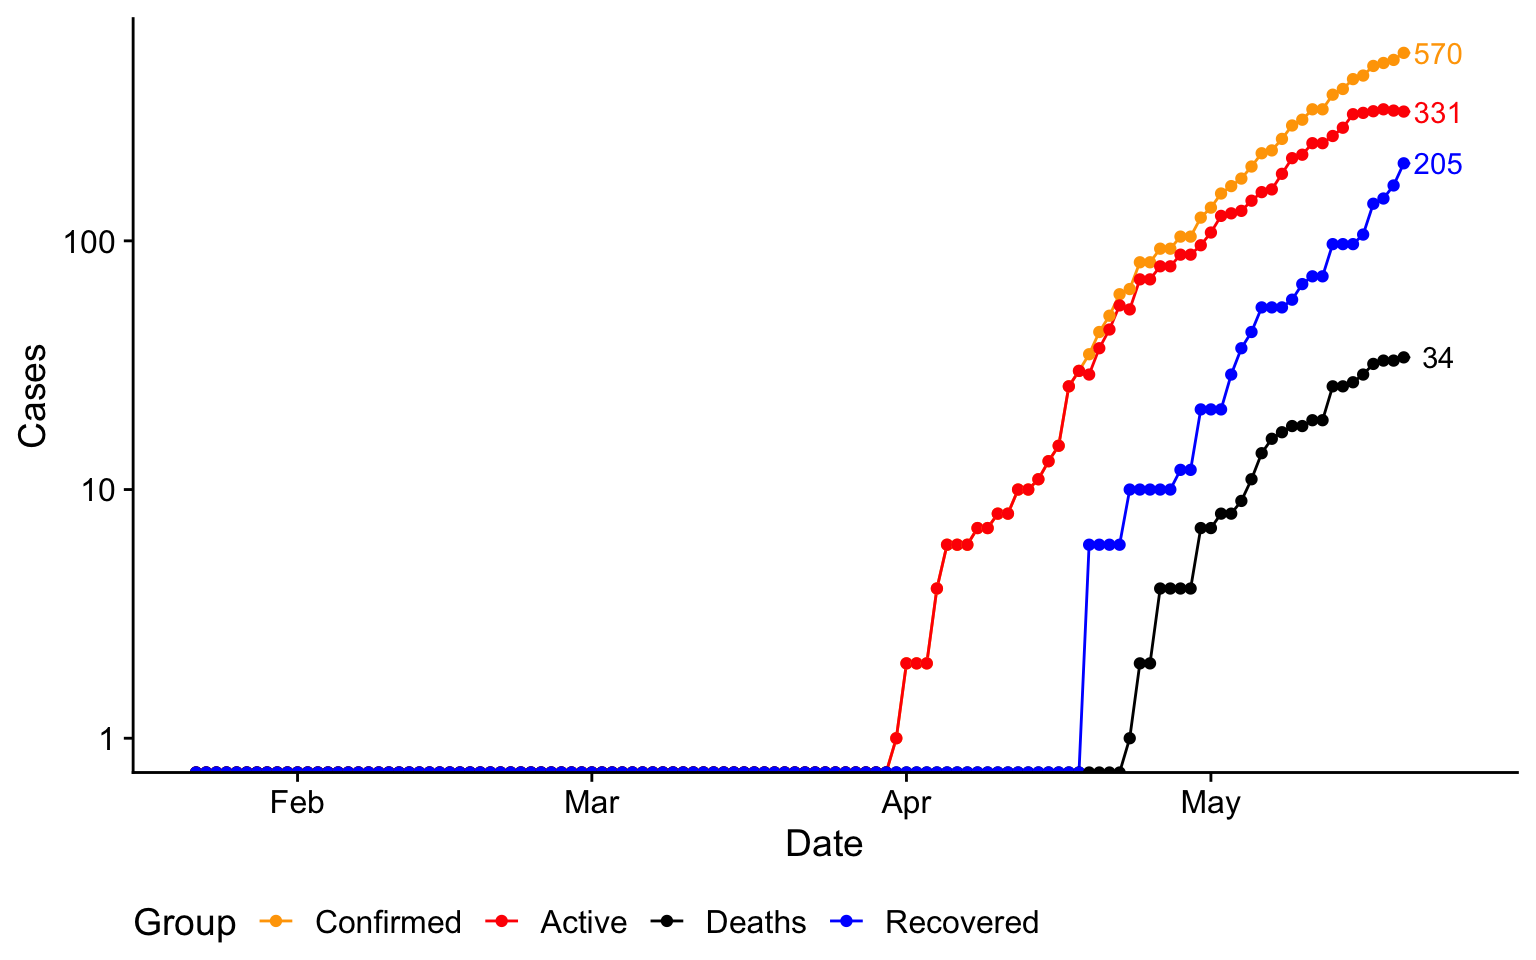 570
331
205
100
Cases
34
10
1
Feb Mar Apr May
Date
Group Confirmed Active Deaths Recovered